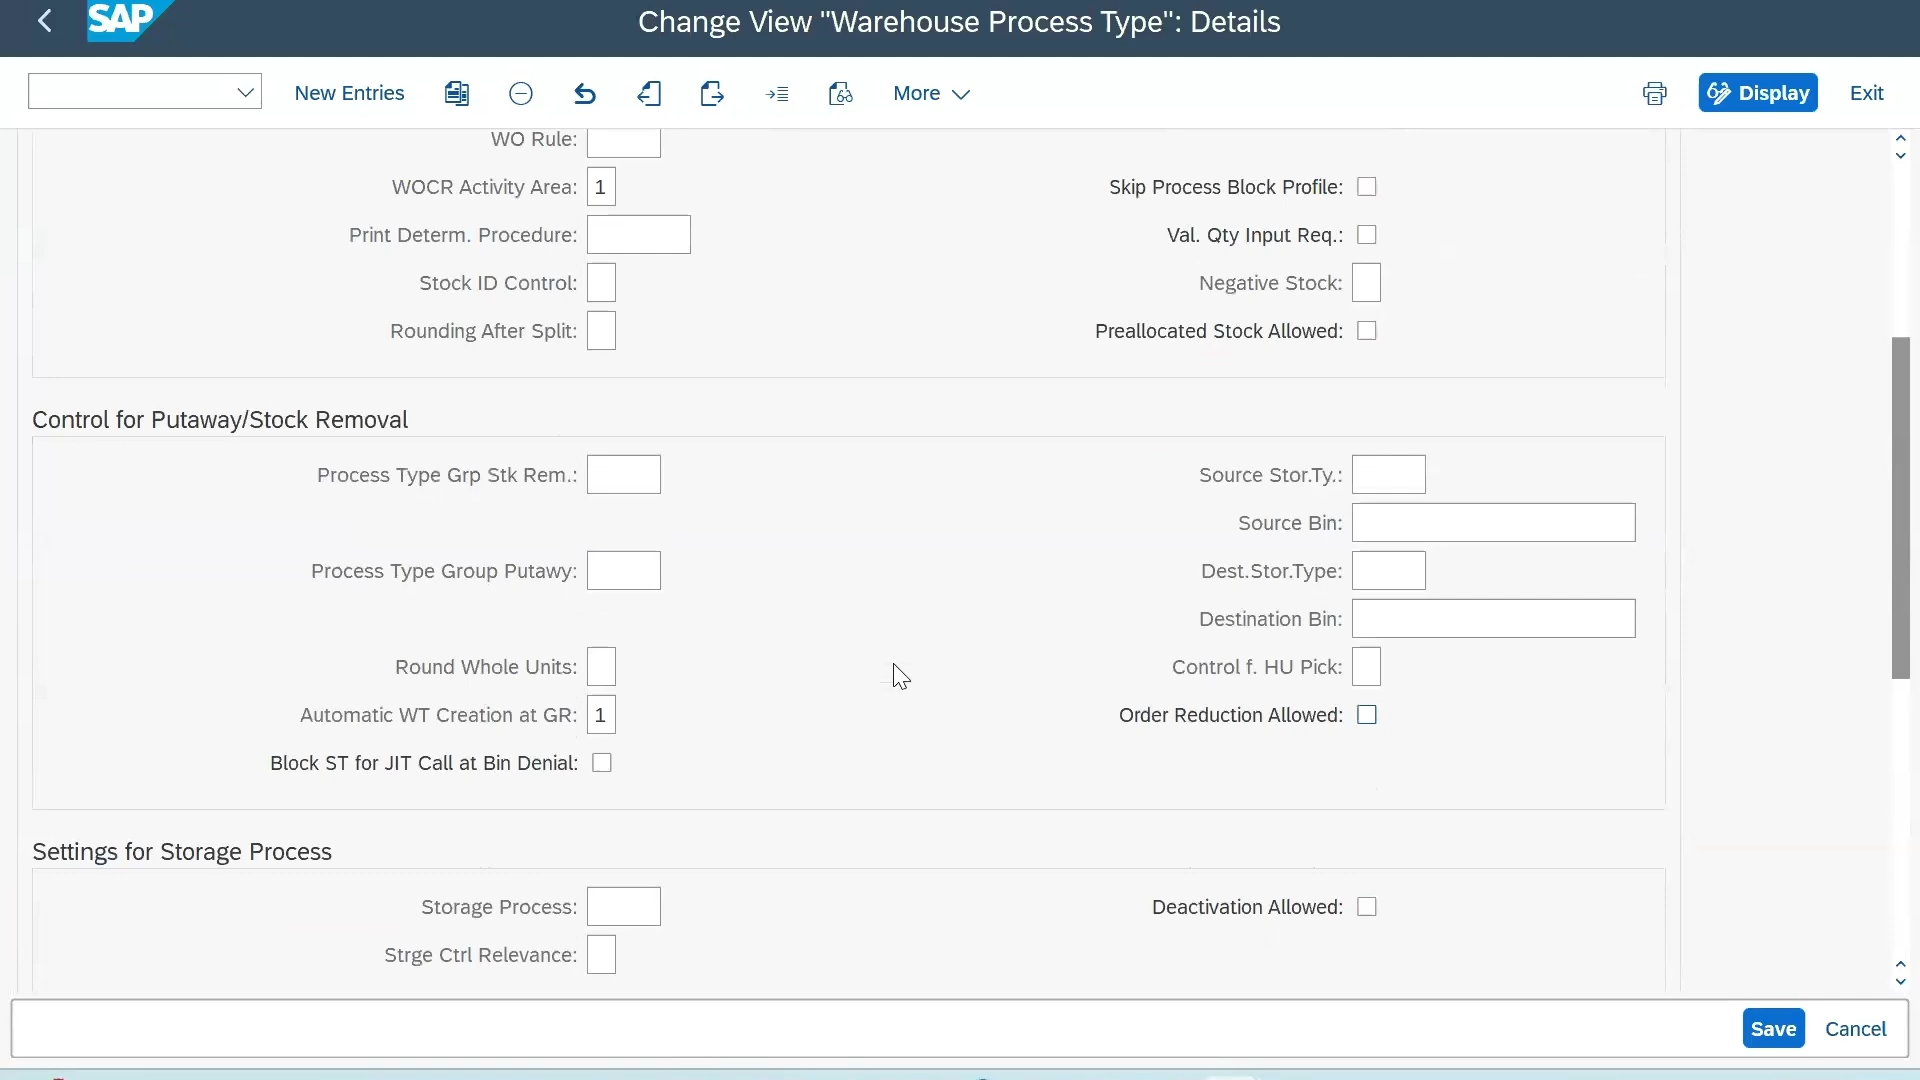 SAP
Change View "Warehouse Process Type": Details
New Entries
More
Display
Exit
WO Rule:
WOCR Activity Area: 1
Skip Process Block Profile:
Print Determ. Procedure:
Val. Qty Input Req.:
Stock ID Control:
Negative Stock:
Rounding After Split:
Preallocated Stock Allowed:
Control for Putaway/Stock Removal
Process Type Grp Stk Rem.:
Source Stor.Ty.:
Source Bin:
Process Type Group Putawy:
Dest.Stor.Type:
Destination Bin:
Round Whole Units:
Control f. HU Pick:
Automatic WT Creation at GR: 1
Order Reduction Allowed:
Block ST for JIT Call at Bin Denial:
Settings for Storage Process
Storage Process:
Deactivation Allowed:
Strge Ctrl Relevance:
Save
Cancel